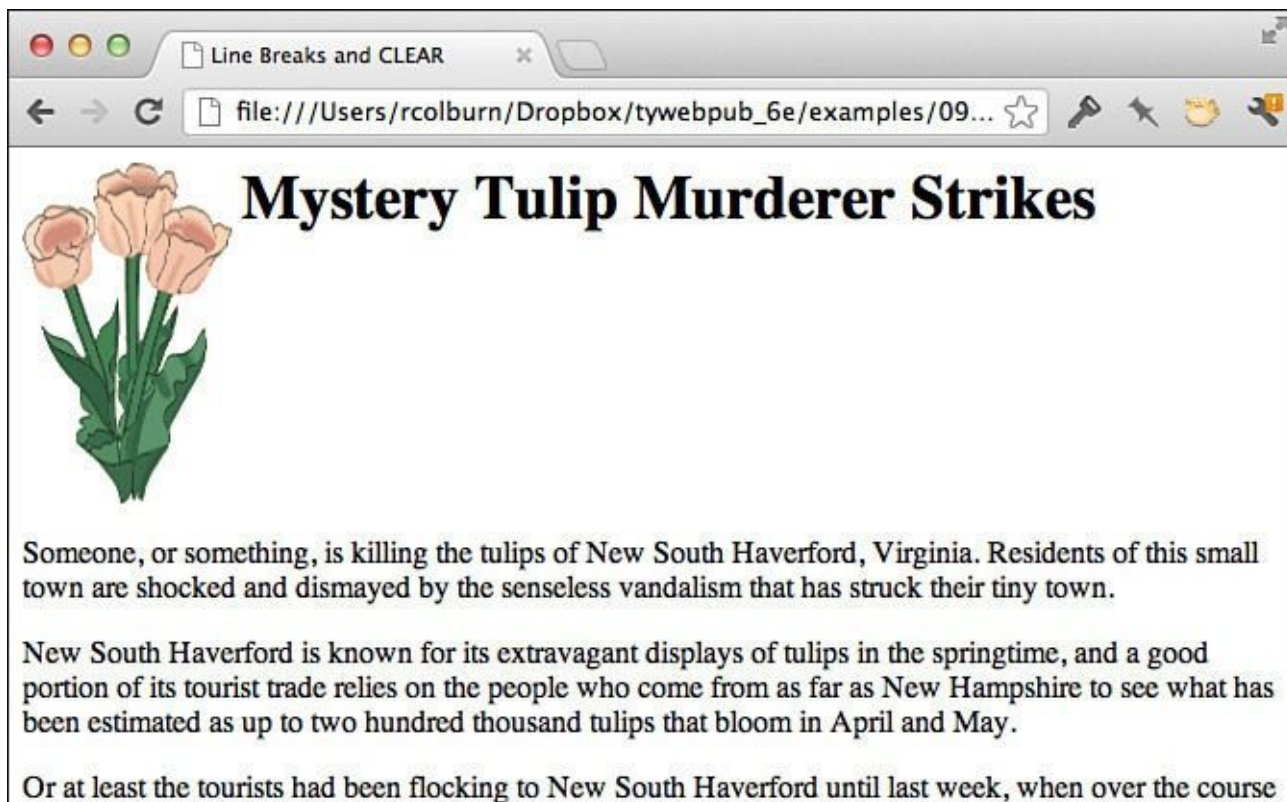 Line Breaks and CLEAR
file:///Users/rcolburn/Dropbox/tywebpub_6e/examples/09...
Mystery Tulip Murderer Strikes
Someone, or something, is killing the tulips of New South Haverford, Virginia. Residents of this small
town are shocked and dismayed by the senseless vandalism that has struck their tiny town.
New South Haverford is known for its extravagant displays of tulips in the springtime, and a good
portion of its tourist trade relies on the people who come from as far as New Hampshire to see what has
been estimated as up to two hundred thousand tulips that bloom in April and May.
Or at least the tourists had been flocking to New South Haverford until last week, when over the course